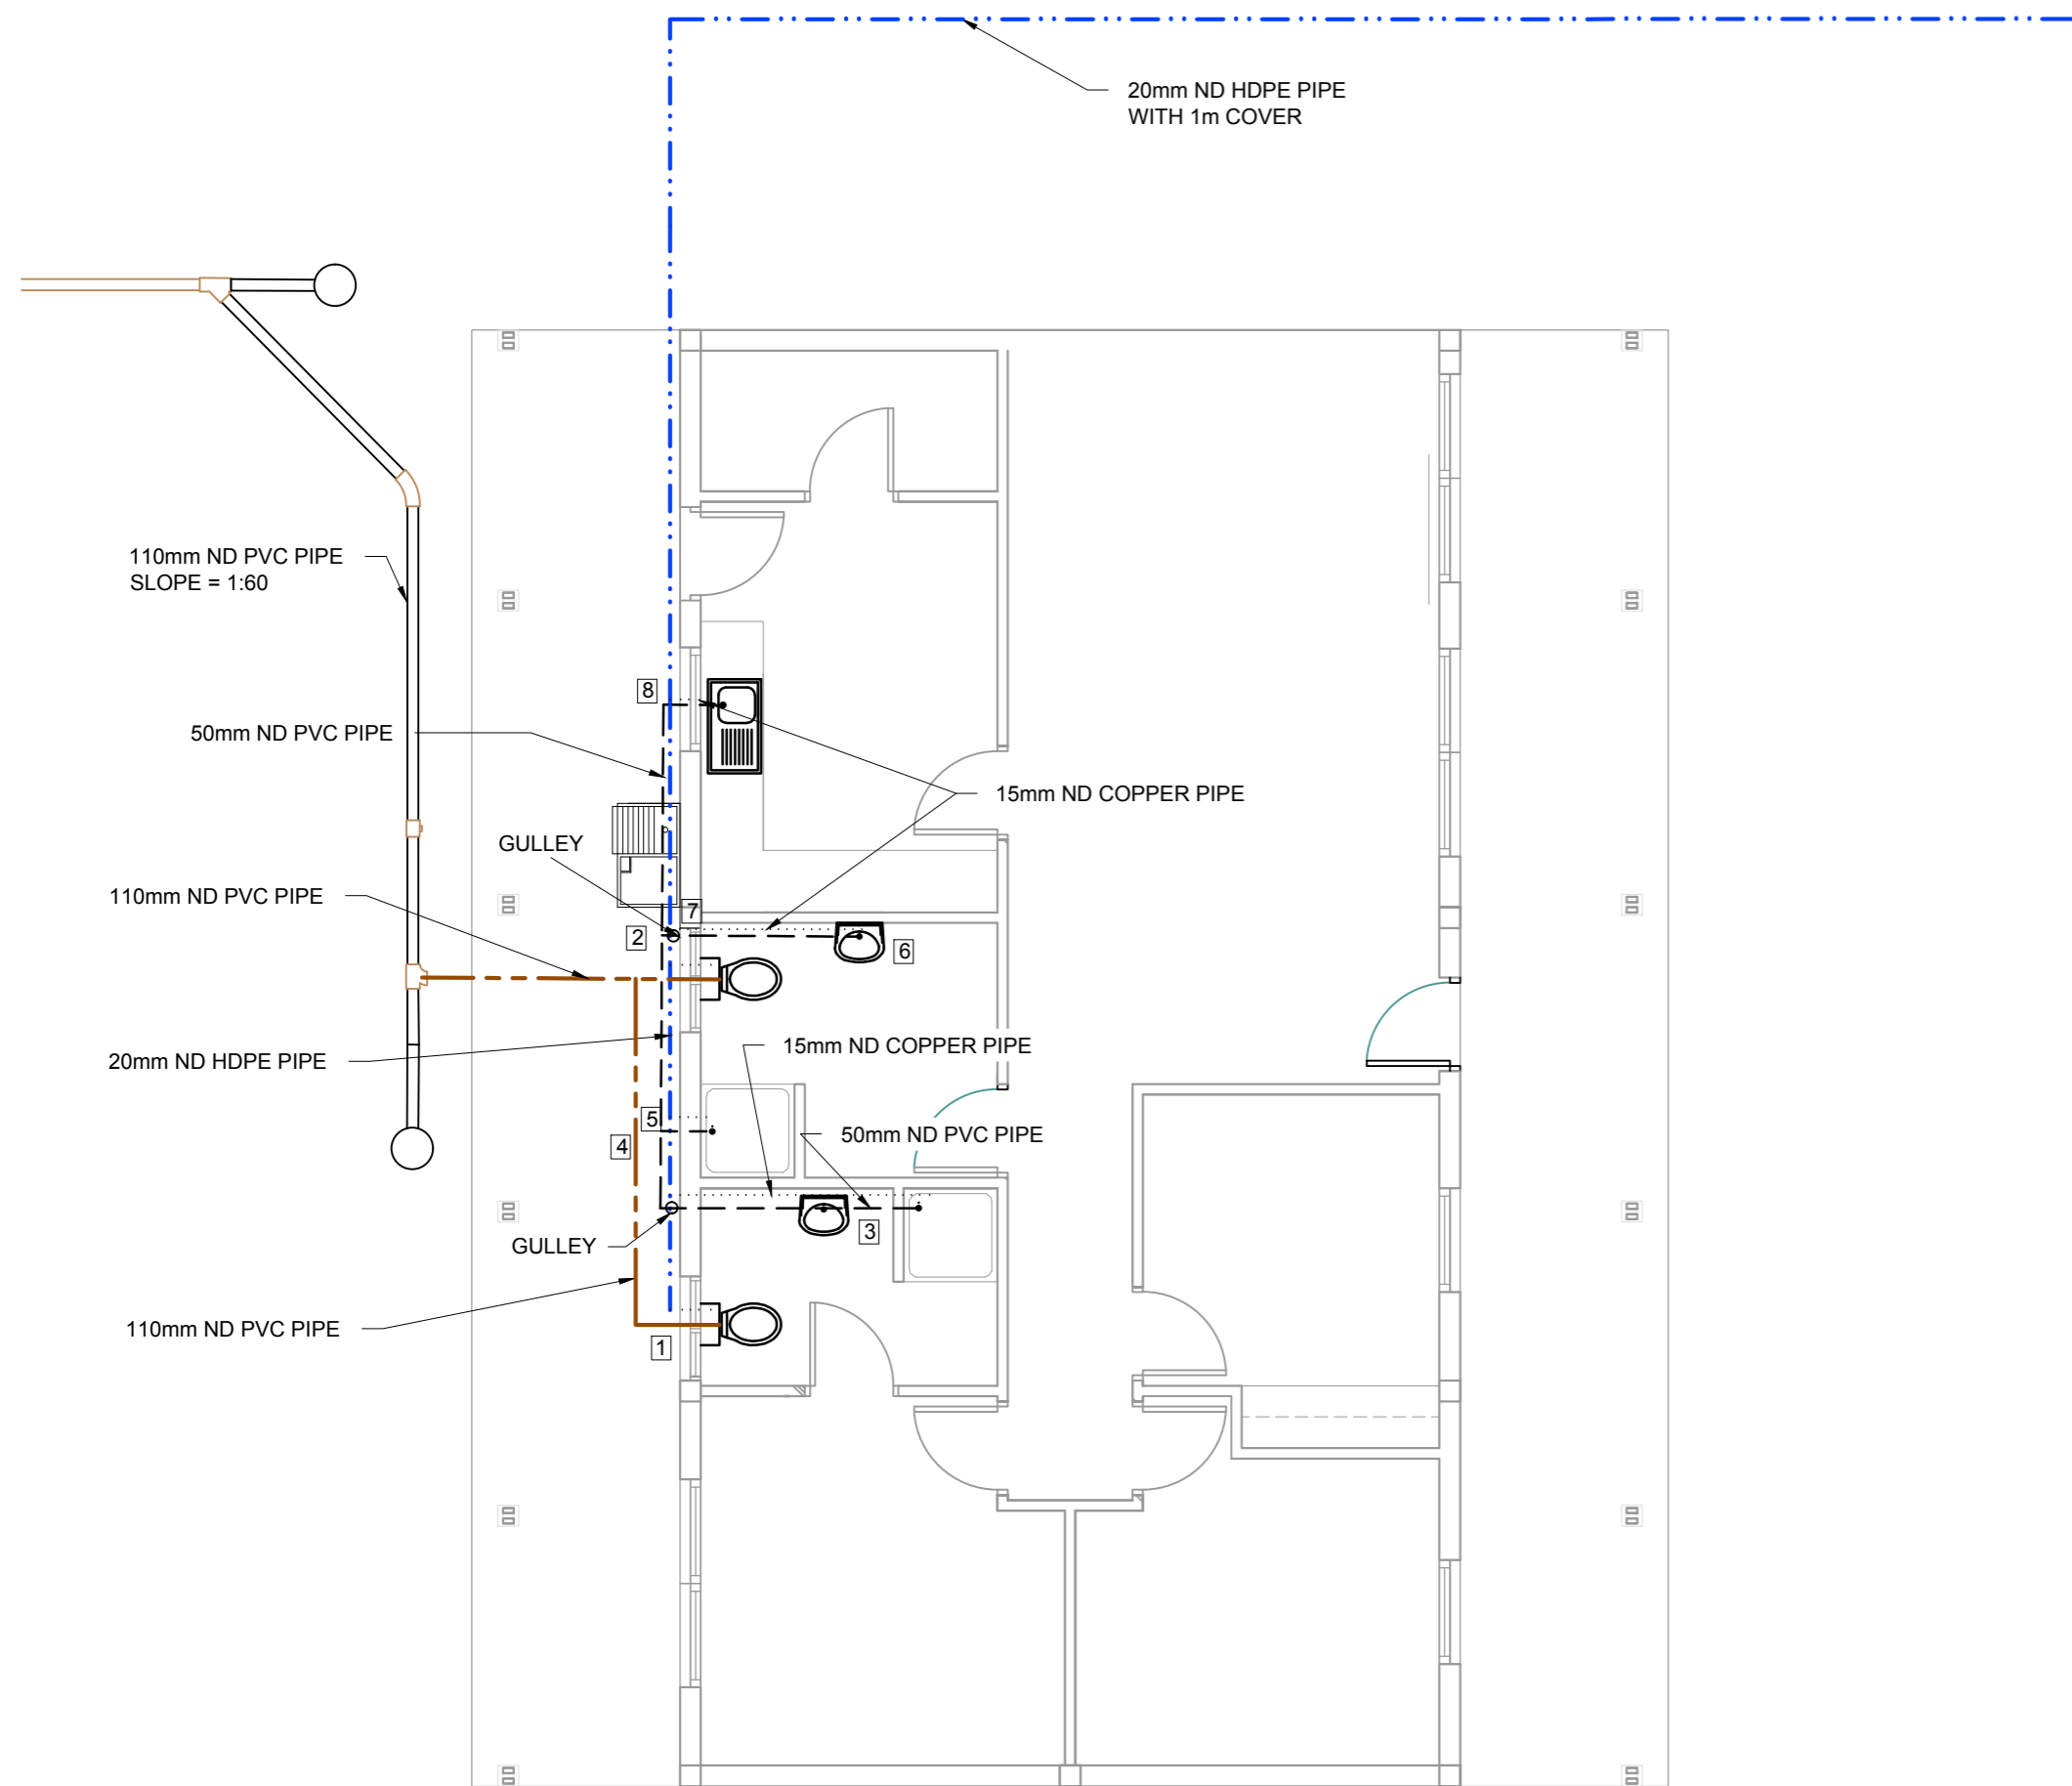 20mm ND HDPE PIPE
WITH 1m COVER
110mm ND PVC PIPE
SLOPE = 1:60
8
50mm ND PVC PIPE
15mm ND COPPER PIPE
GULLEY
110mm ND PVC PIPE
7
2
6
15mm ND COPPER PIPE
20mm ND HDPE PIPE
5
50mm ND PVC PIPE
4
3
GULLEY
110mm ND PVC PIPE
1